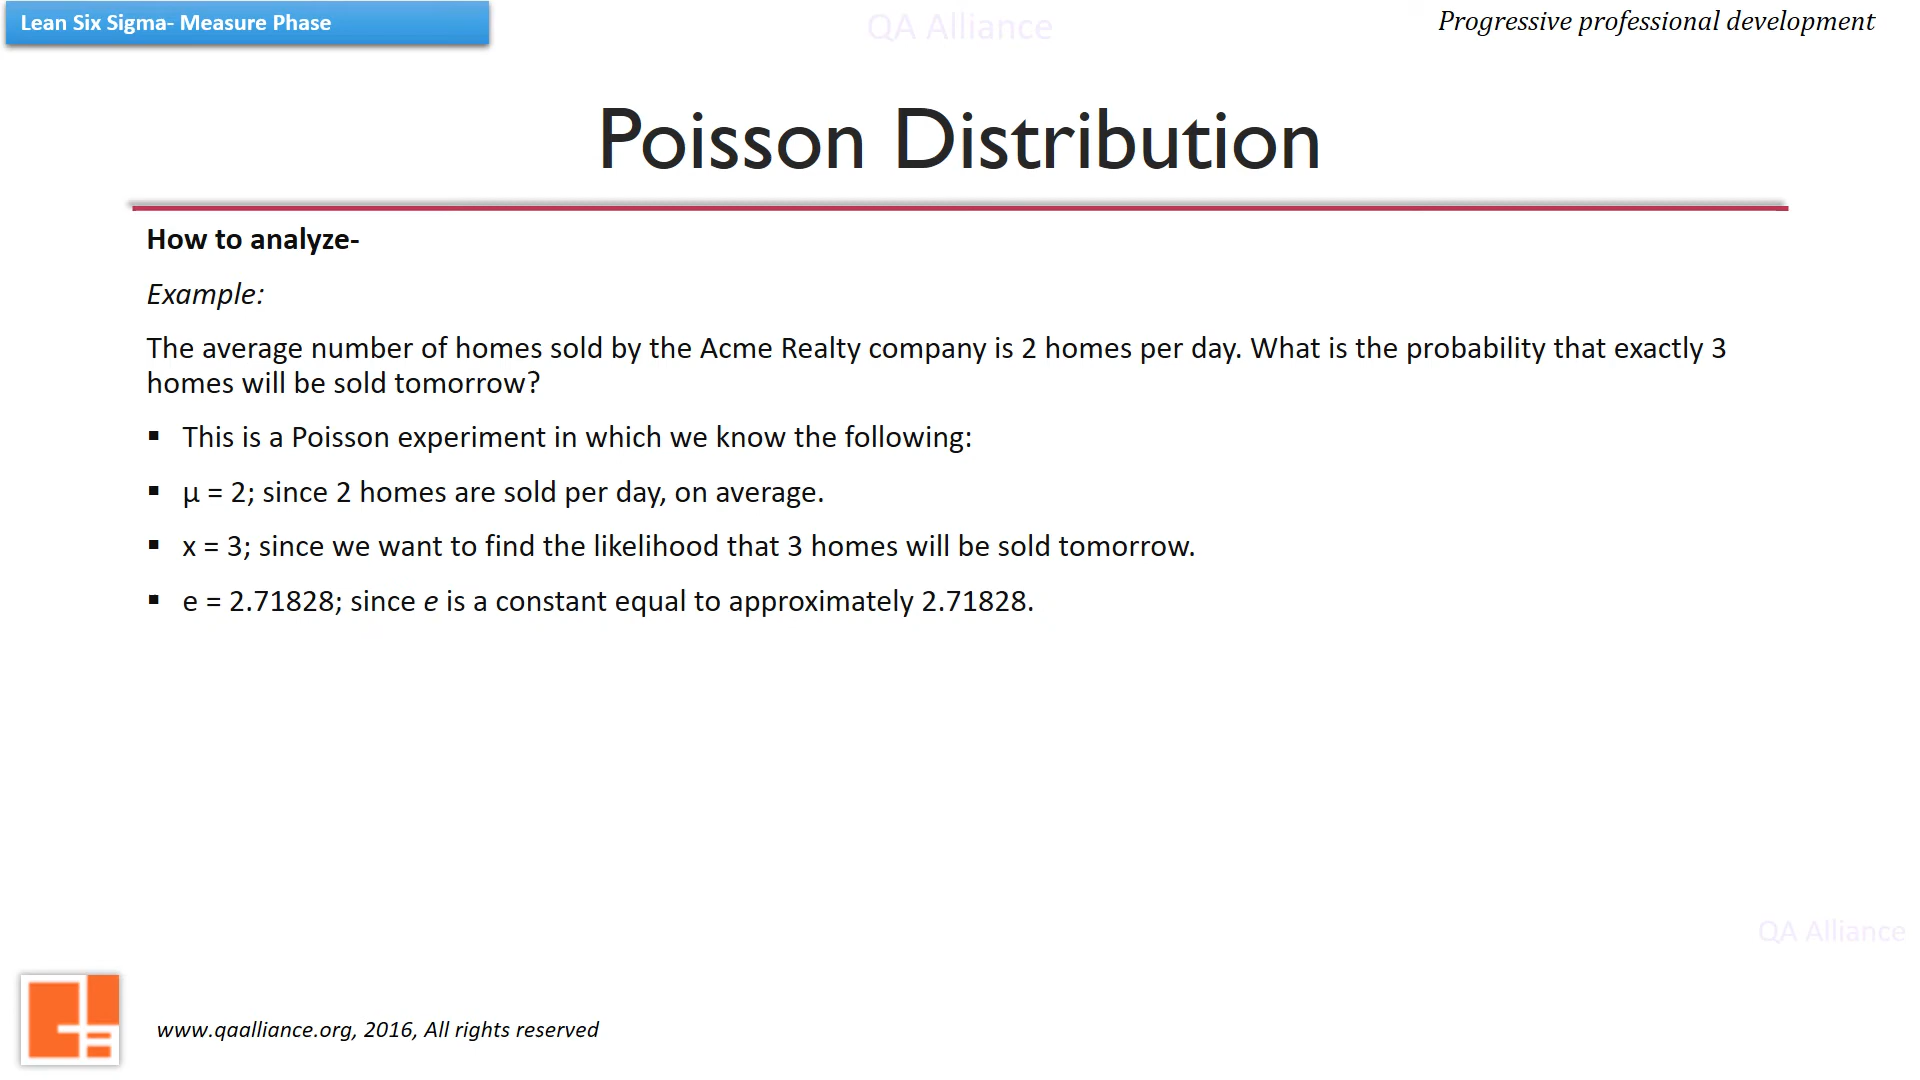 Lean Six Sigma- Measure Phase
QA Alliance
Progressive professional development
Poisson Distribution
How to analyze-
Example:
The average number of homes sold by the Acme Realty company is 2 homes per day. What is the probability that exactly 3
homes will be sold tomorrow?
▪ This is a Poisson experiment in which we know the following:
▪ μ = 2; since 2 homes are sold per day, on average.
▪ x = 3; since we want to find the likelihood that 3 homes will be sold tomorrow.
▪ e = 2.71828; since e is a constant equal to approximately 2.71828.
QA Alliance
www.qaalliance.org, 2016, All rights reserved